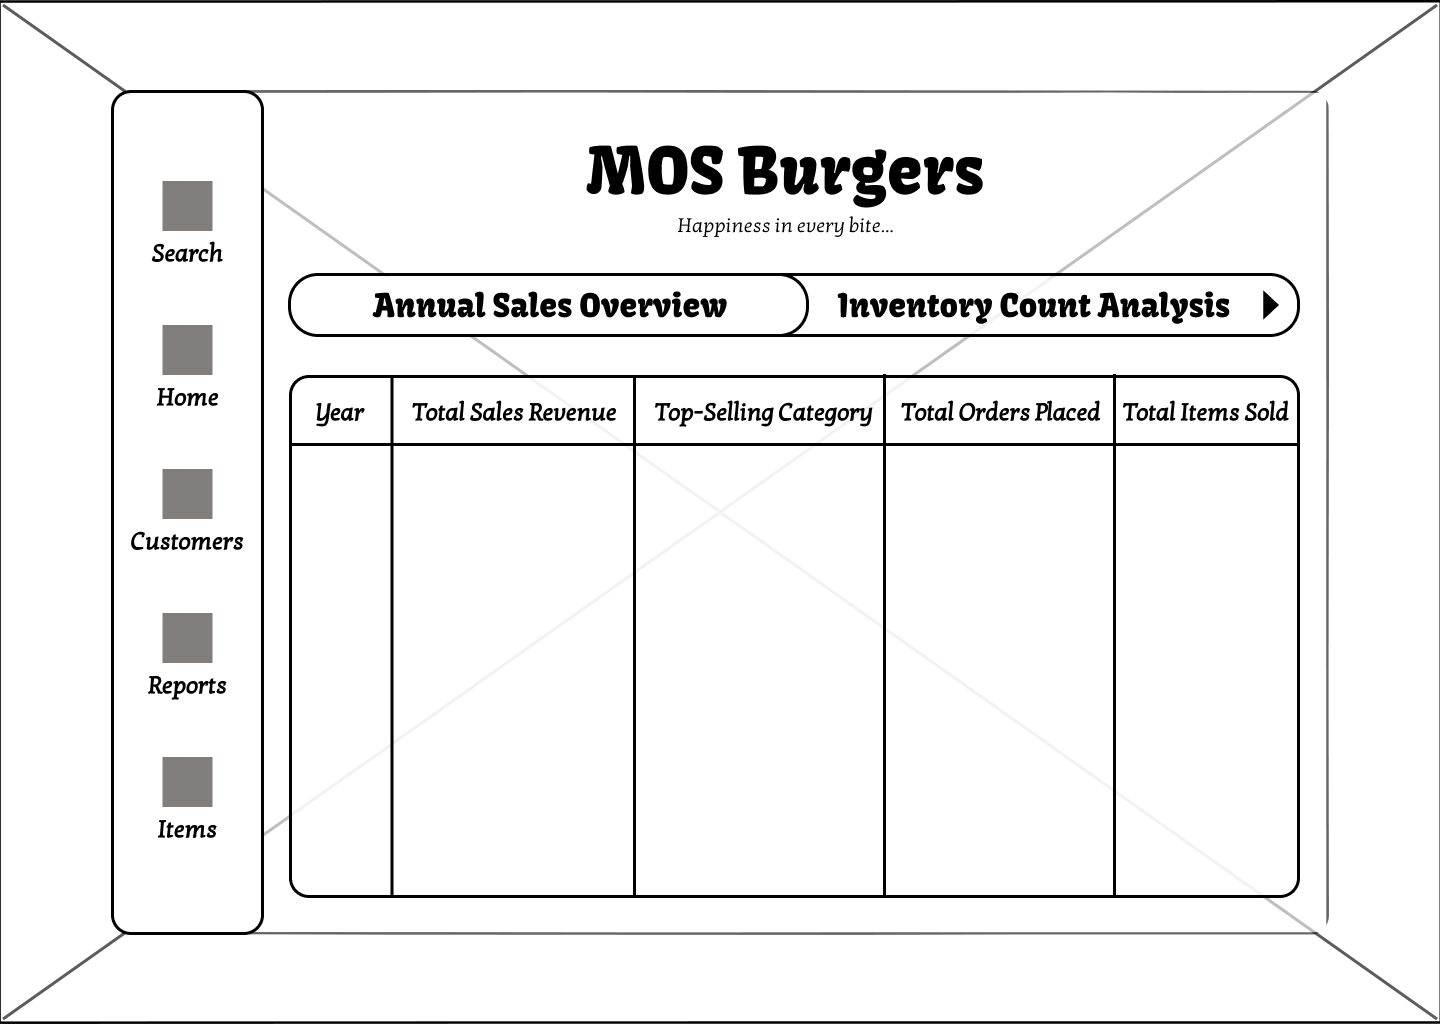 MOS Burgers
Happiness in every bite...
Search
Home
Customers
Reports
Items
Annual Sales Overview
Inventory Count Analysis
Year
Total Sales Revenue
Top-Selling Category
Total Orders Placed
Total Items Sold